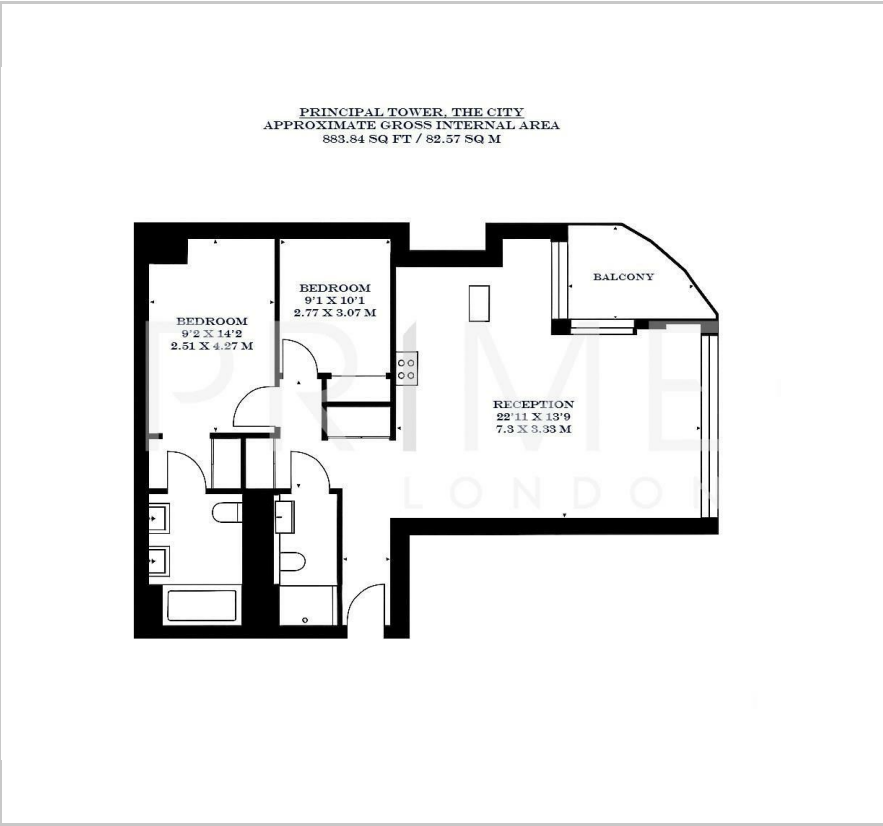 PRINCIPAL TOWER, THE CITY
APPROXIMATE GROSS INTERNAL AREA
883.84 SQ FT / 82.57 SQ M
BALCONY
BEDROOM
9'1 X 10'1
2.77 X 3.07 M
BEDROOM
9'2 X 14'2
2.51 X 4.27 M
RECEPTION
22'11 X 13'9
7.3 X 3.33 M
PRIME
LONDON